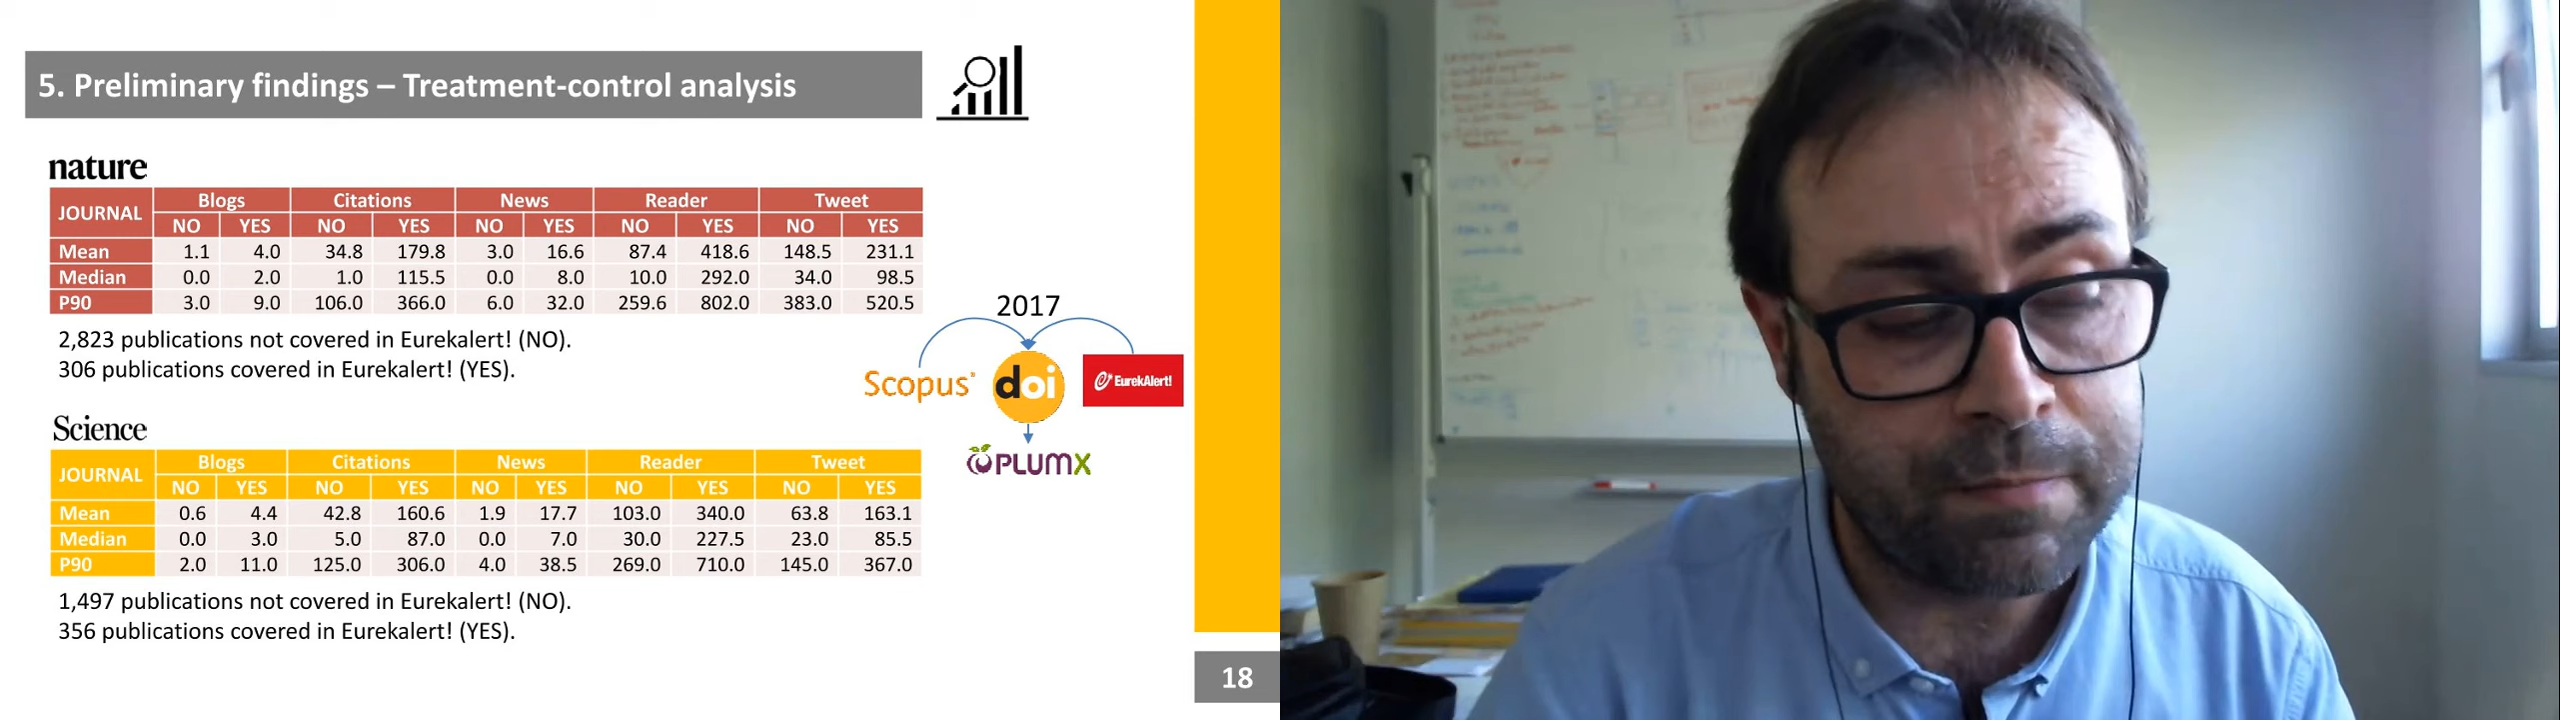 5. Preliminary findings – Treatment-control analysis
nature
JOURNAL Blogs Citations News Reader Tweet
NO YES NO YES NO YES NO YES NO YES
Mean 1.1 4.0 34.8 179.8 3.0 16.6 87.4 418.6 148.5 231.1
Median 0.0 2.0 1.0 115.5 0.0 8.0 10.0 292.0 34.0 98.5
P90 3.0 9.0 106.0 366.0 6.0 32.0 259.6 802.0 383.0 520.5
2,823 publications not covered in Eurekalert! (NO).
306 publications covered in Eurekalert! (YES).
2017
Scopus®
doi
EurekAlert!
PLUMX
Science
JOURNAL Blogs Citations News Reader Tweet
NO YES NO YES NO YES NO YES NO YES
Mean 0.6 4.4 42.8 160.6 1.9 17.7 103.0 340.0 63.8 163.1
Median 0.0 3.0 5.0 87.0 0.0 7.0 30.0 227.5 23.0 85.5
P90 2.0 11.0 125.0 306.0 4.0 38.5 269.0 710.0 145.0 367.0
1,497 publications not covered in Eurekalert! (NO).
356 publications covered in Eurekalert! (YES).
18